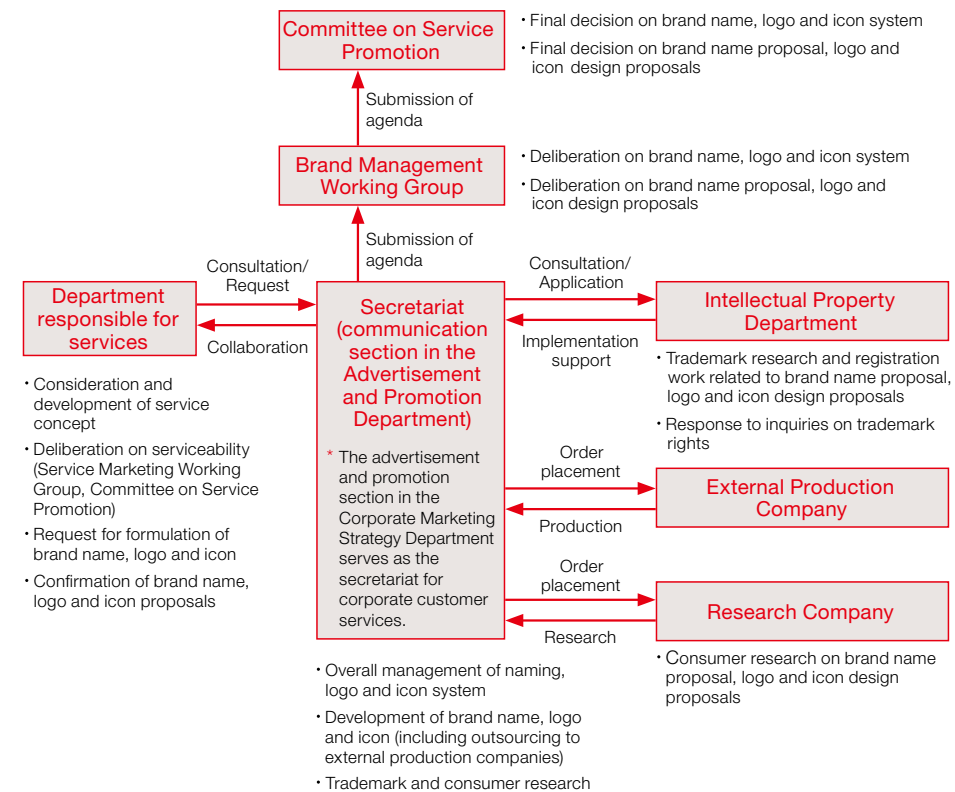 Committee on Service
Promotion
・Final decision on brand name, logo and icon system
・Final decision on brand name proposal, logo and
icon design proposals
Submission of
agenda
Brand Management
Working Group
・Deliberation on brand name, logo and icon system
・Deliberation on brand name proposal, logo and
icon design proposals
Submission of
agenda
Consultation/
Request
Consultation/
Application
Department
responsible for
services
Collaboration
・Consideration and
development of service
concept
・Deliberation on serviceability
(Service Marketing Working
Group, Committee on Service
Promotion)
・Request for formulation of
brand name, logo and icon
・Confirmation of brand name,
logo and icon proposals
Secretariat
(communication
section in the
Advertisement
and Promotion
Department)
* The advertisement
and promotion
section in the
Corporate Marketing
Strategy Department
serves as the
secretariat for
corporate customer
services.
・Overall management of naming,
logo and icon system
・Development of brand name, logo
and icon (including outsourcing to
external production companies)
・Trademark and consumer research
Intellectual Property
Department
Implementation
support
・Trademark research and registration
work related to brand name proposal,
logo and icon design proposals
・Response to inquiries on trademark
rights
Order
placement
External Production
Company
Production
Order
placement
Research Company
Research
・Consumer research on brand name
proposal, logo and icon design
proposals